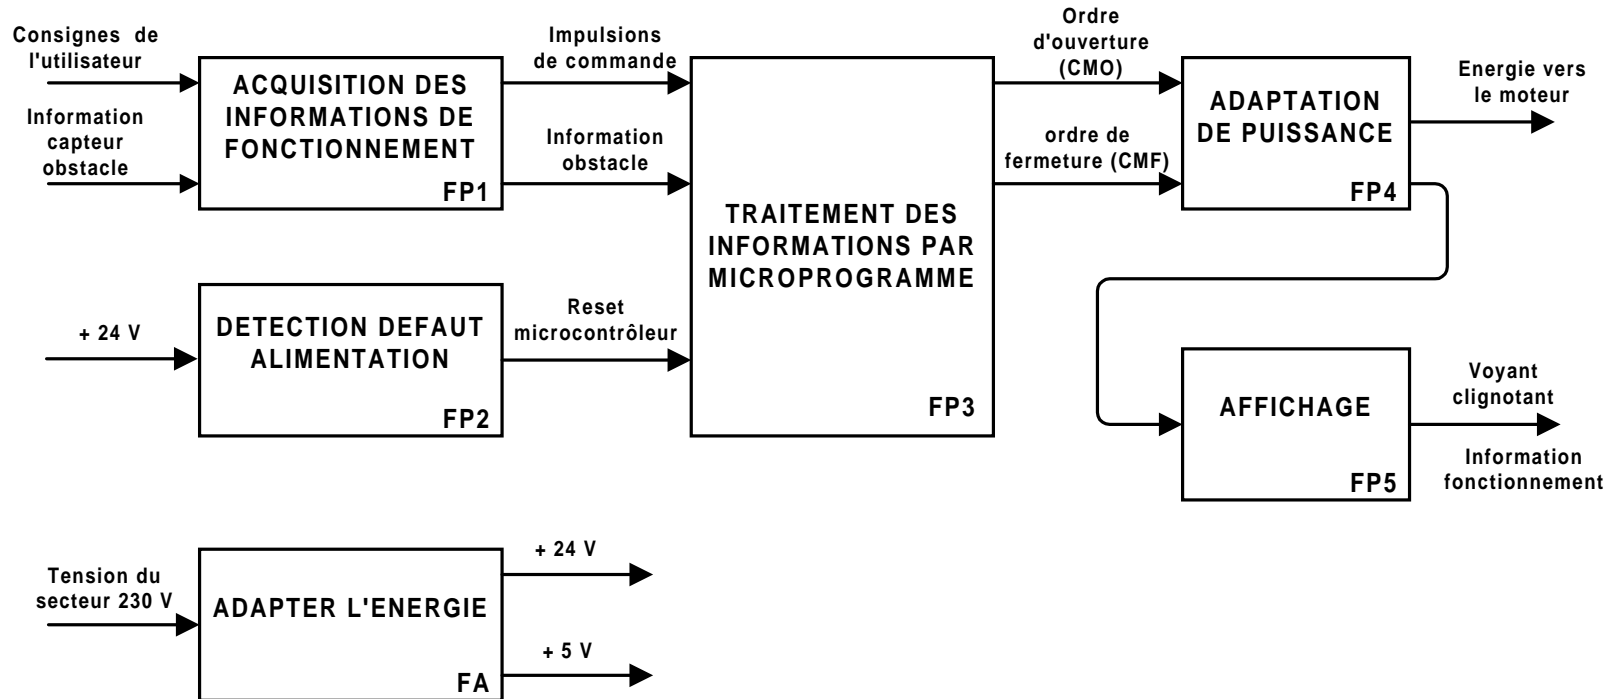 Consignes de
l'utilisateur
Information
capteur
obstacle
ACQUISITION DES
INFORMATIONS DE
FONCTIONNEMENT
FP1
Impulsions
de commande
Information
obstacle
TRAITEMENT DES
INFORMATIONS PAR
MICROPROGRAMME
FP3
Ordre
d'ouverture
(CMO)
ordre de
fermeture (CMF)
ADAPTATION
DE PUISSANCE
FP4
Energie vers
le moteur
+ 24 V
DETECTION DEFAUT
ALIMENTATION
FP2
Reset
microcontrôleur
AFFICHAGE
FP5
Voyant
clignotant
Information
fonctionnement
Tension du
secteur 230 V
ADAPTER L'ENERGIE
FA
+ 24 V
+ 5 V